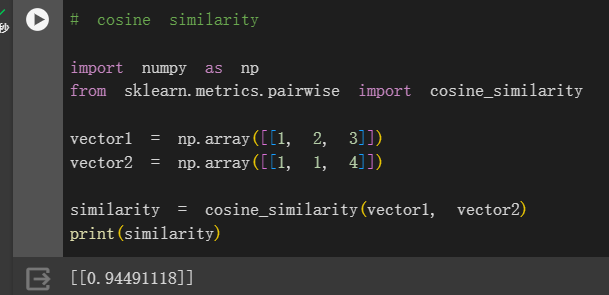 秒
# cosine similarity
import numpy as np
from sklearn.metrics.pairwise import cosine_similarity
vector1 = np.array([[1, 2, 3]])
vector2 = np.array([[1, 1, 4]])
similarity = cosine_similarity(vector1, vector2)
print(similarity)
[[0.94491118]]